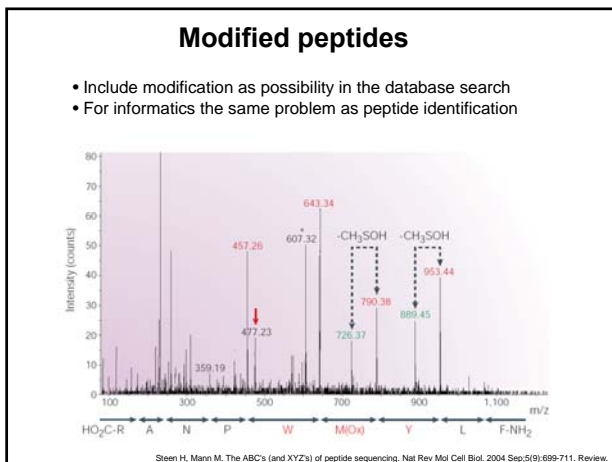 Modified peptides
• Include modification as possibility in the database search
• For informatics the same problem as peptide identification
80
70
60
50
40
30
20
10
0
Intensity (counts)
643.34
457.26
*
607.32
-CH3SOH
-CH3SOH
953.44
790.38
889.45
726.37
477.23
359.19
100
300
500
700
900
1,100
m/z
HO2C-R A N P W M(Ox) Y L F-NH2
Steen H, Mann M. The ABC's (and XYZ's) of peptide sequencing. Nat Rev Mol Cell Biol. 2004 Sep;5(9):699-711. Review.